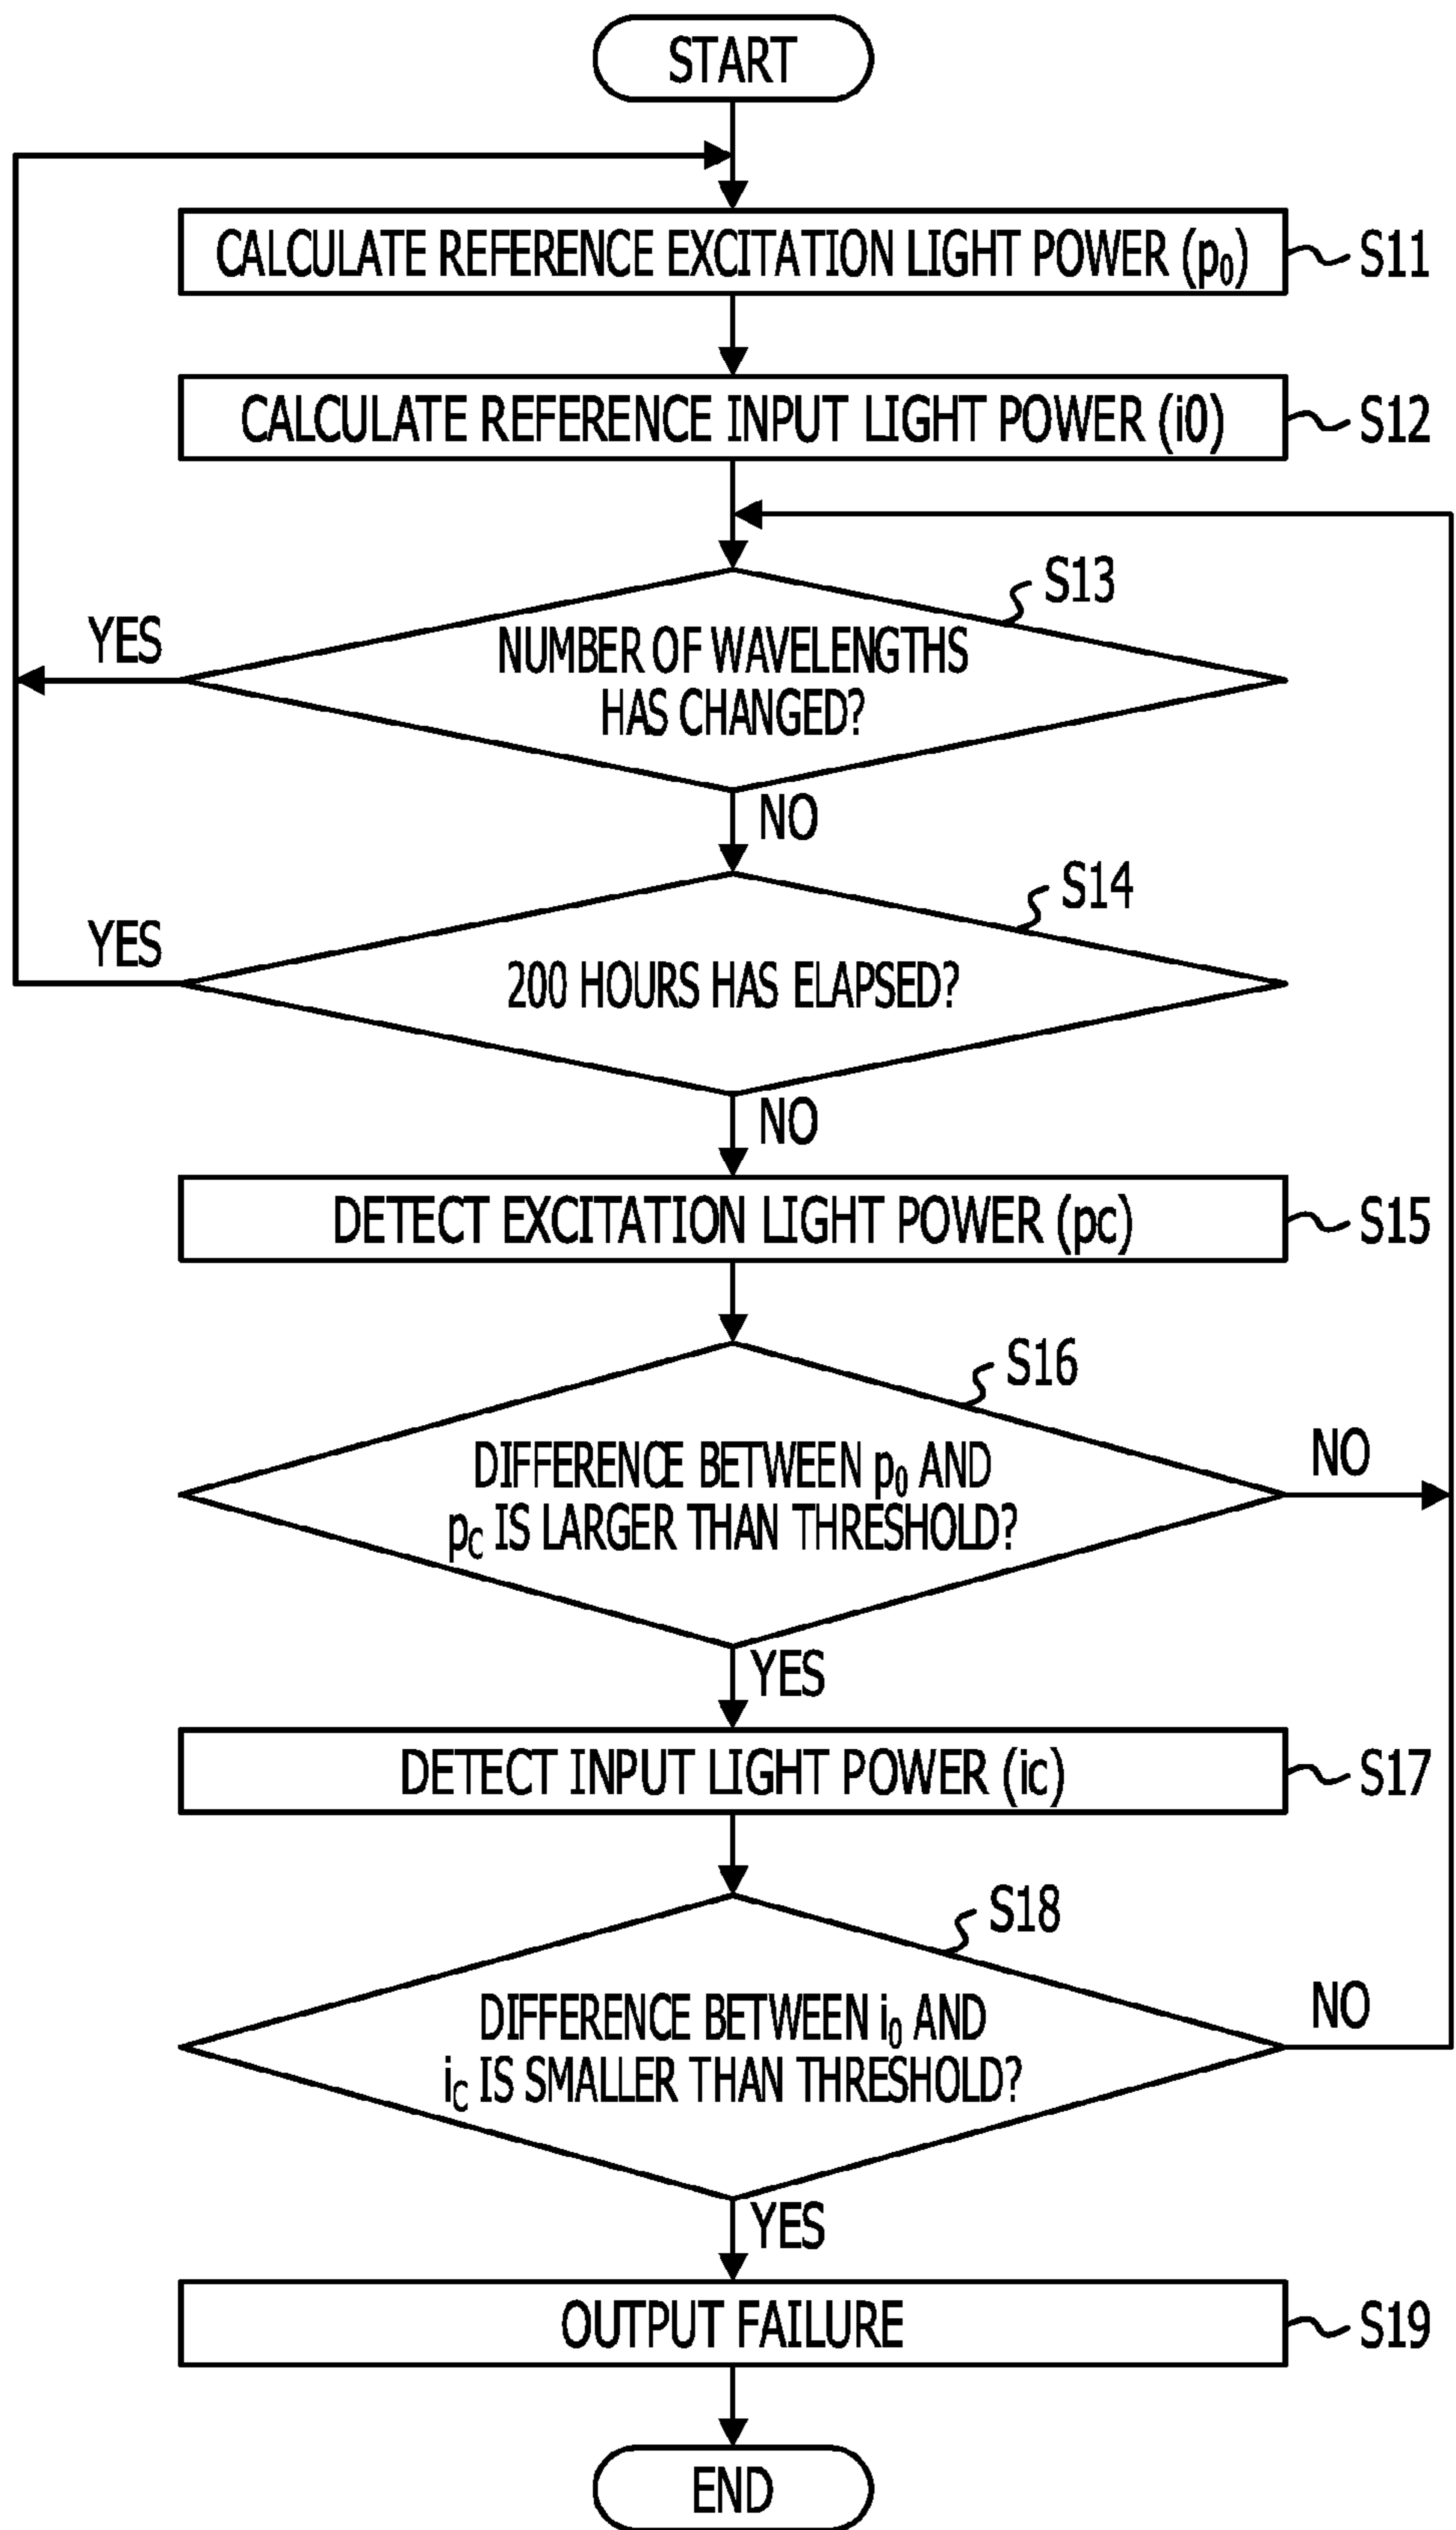 START
CALCULATE REFERENCE EXCITATION LIGHT POWER (p₀)
S11
CALCULATE REFERENCE INPUT LIGHT POWER (i0)
S12
S13
YES
NUMBER OF WAVELENGTHS
HAS CHANGED?
NO
S14
YES
200 HOURS HAS ELAPSED?
NO
DETECT EXCITATION LIGHT POWER (pc)
S15
S16
DIFFERENCE BETWEEN p₀ AND
NO
p_C IS LARGER THAN THRESHOLD?
YES
DETECT INPUT LIGHT POWER (ic)
S17
S18
DIFFERENCE BETWEEN i₀ AND
NO
i_C IS SMALLER THAN THRESHOLD?
YES
OUTPUT FAILURE
S19
END